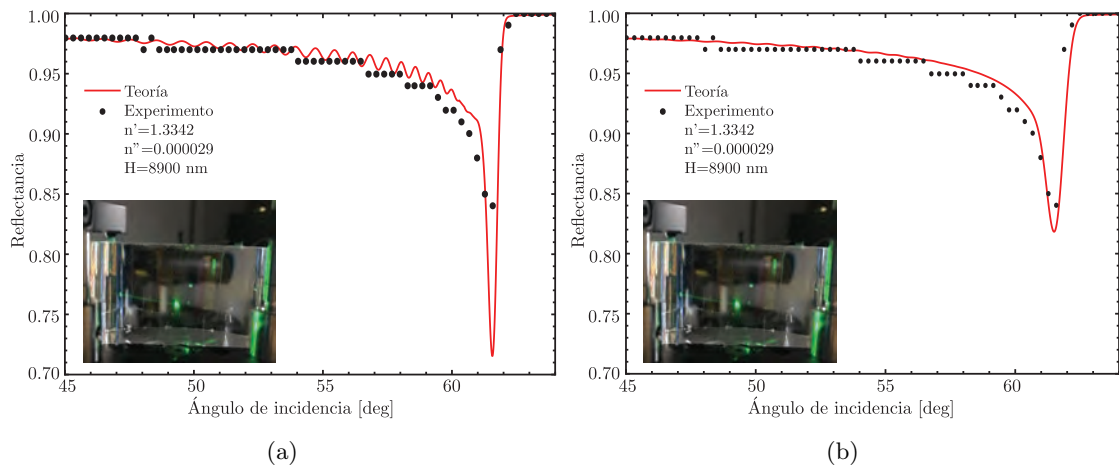 1.00
0.95
0.90
0.85
0.80
0.75
0.70
Reflectancia
Teoría
Experimento
n'=1.3342
n"=0.000029
H=8900 nm
45
50
55
60
Ángulo de incidencia [deg]
(a)
1.00
0.95
0.90
0.85
0.80
0.75
0.70
Reflectancia
Teoría
Experimento
n'=1.3342
n"=0.000029
H=8900 nm
45
50
55
60
Ángulo de incidencia [deg]
(b)